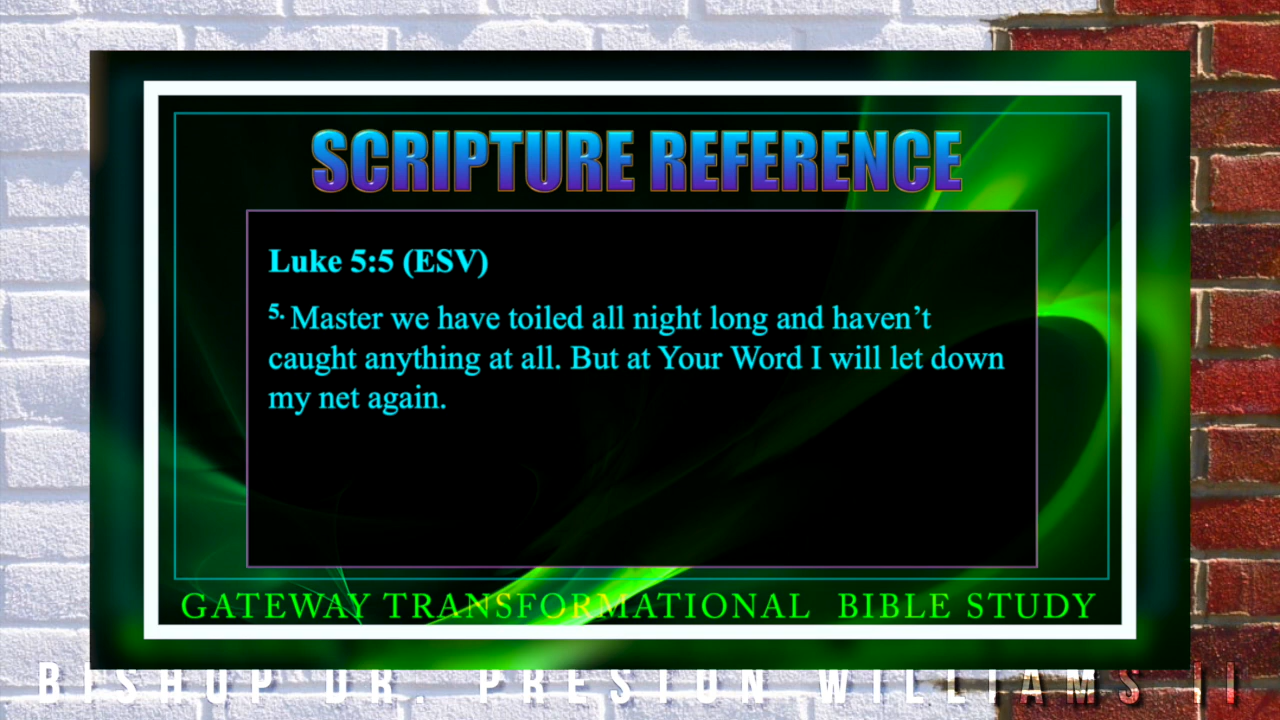 SCRIPTURE REFERENCE
Luke 5:5 (ESV)
5. Master we have toiled all night long and haven’t
caught anything at all. But at Your Word I will let down
my net again.
GATEWAY TRANSFORMATIONAL BIBLE STUDY
BISHOP DR. PRESTON WILLIAMS II